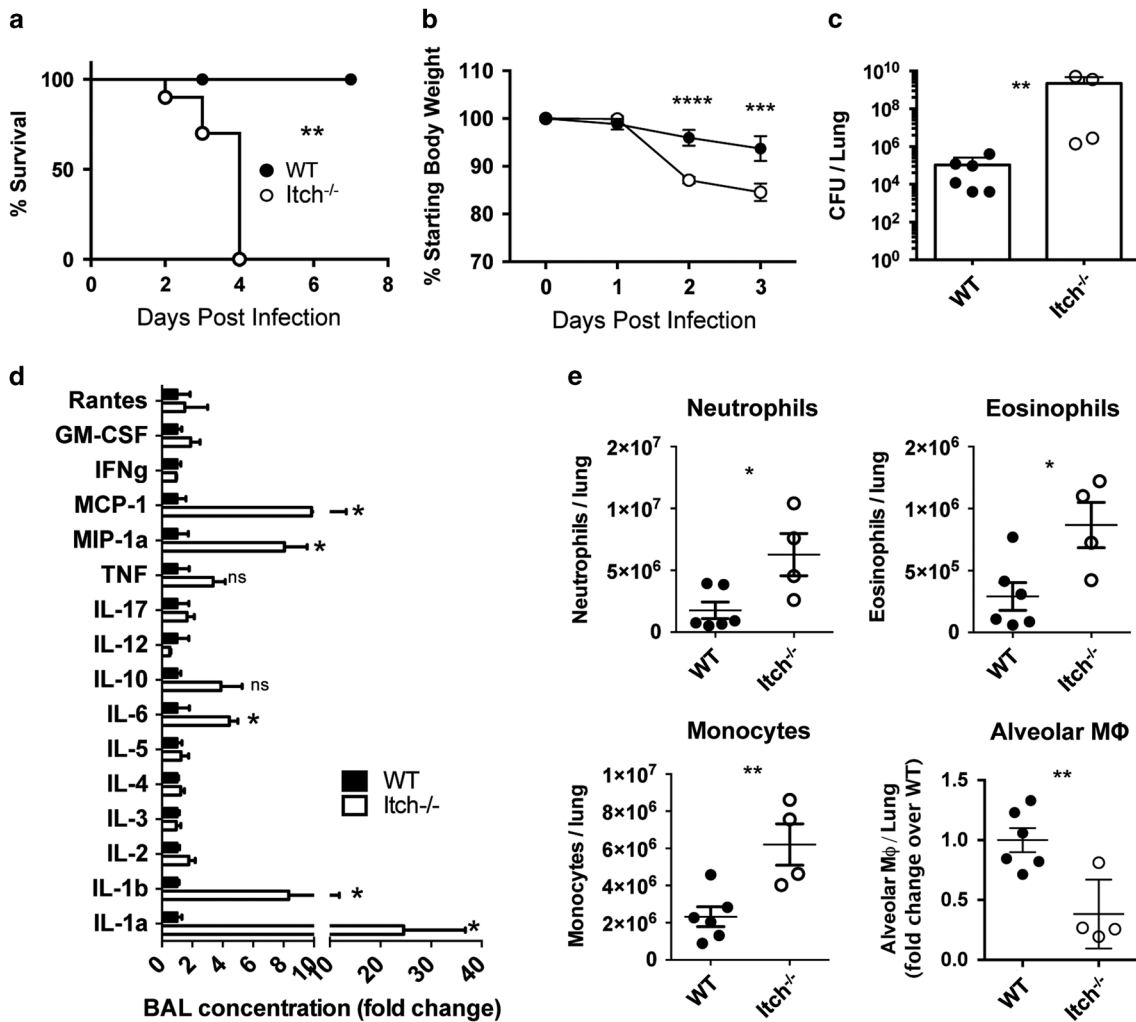 a
% Survival
100
50
0
0 2 4 6 8
Days Post Infection
**
WT
Itch-/-
b
% Starting Body Weight
110
100
90
80
70
0 1 2 3
Days Post Infection
****
***
c
CFU / Lung
10^10
10^8
10^6
10^4
10^2
10^0
**
WT
Itch-/-
d
Rantes
GM-CSF
IFNg
MCP-1
*
MIP-1a
*
TNF
ns
IL-17
IL-12
IL-10
ns
IL-6
*
IL-5
IL-4
IL-3
IL-2
IL-1b
*
IL-1a
*
WT
Itch-/-
0 2 4 6 8 10 10 20 30 40
BAL concentration (fold change)
e
Neutrophils
Neutrophils / lung
2×10^7
1×10^7
5×10^6
0
*
WT
Itch-/-
Eosinophils
Eosinophils / lung
2×10^6
1×10^6
5×10^5
0
*
WT
Itch-/-
Monocytes
Monocytes / lung
1×10^7
8×10^6
6×10^6
4×10^6
2×10^6
0
**
WT
Itch-/-
Alveolar MΦ
Alveolar Mϕ / Lung
(fold change over WT)
1.5
1.0
0.5
0.0
**
WT
Itch-/-